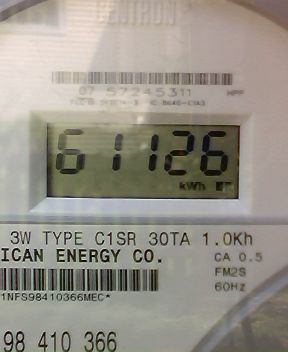 CENTRON
07 57245311 MPP
61126
kWh
3W TYPE C1SR 30TA 1.0Kh
ICAN ENERGY CO. CA 0.5
FM2S
60Hz
1NFS98410366MEC*
98 410 366